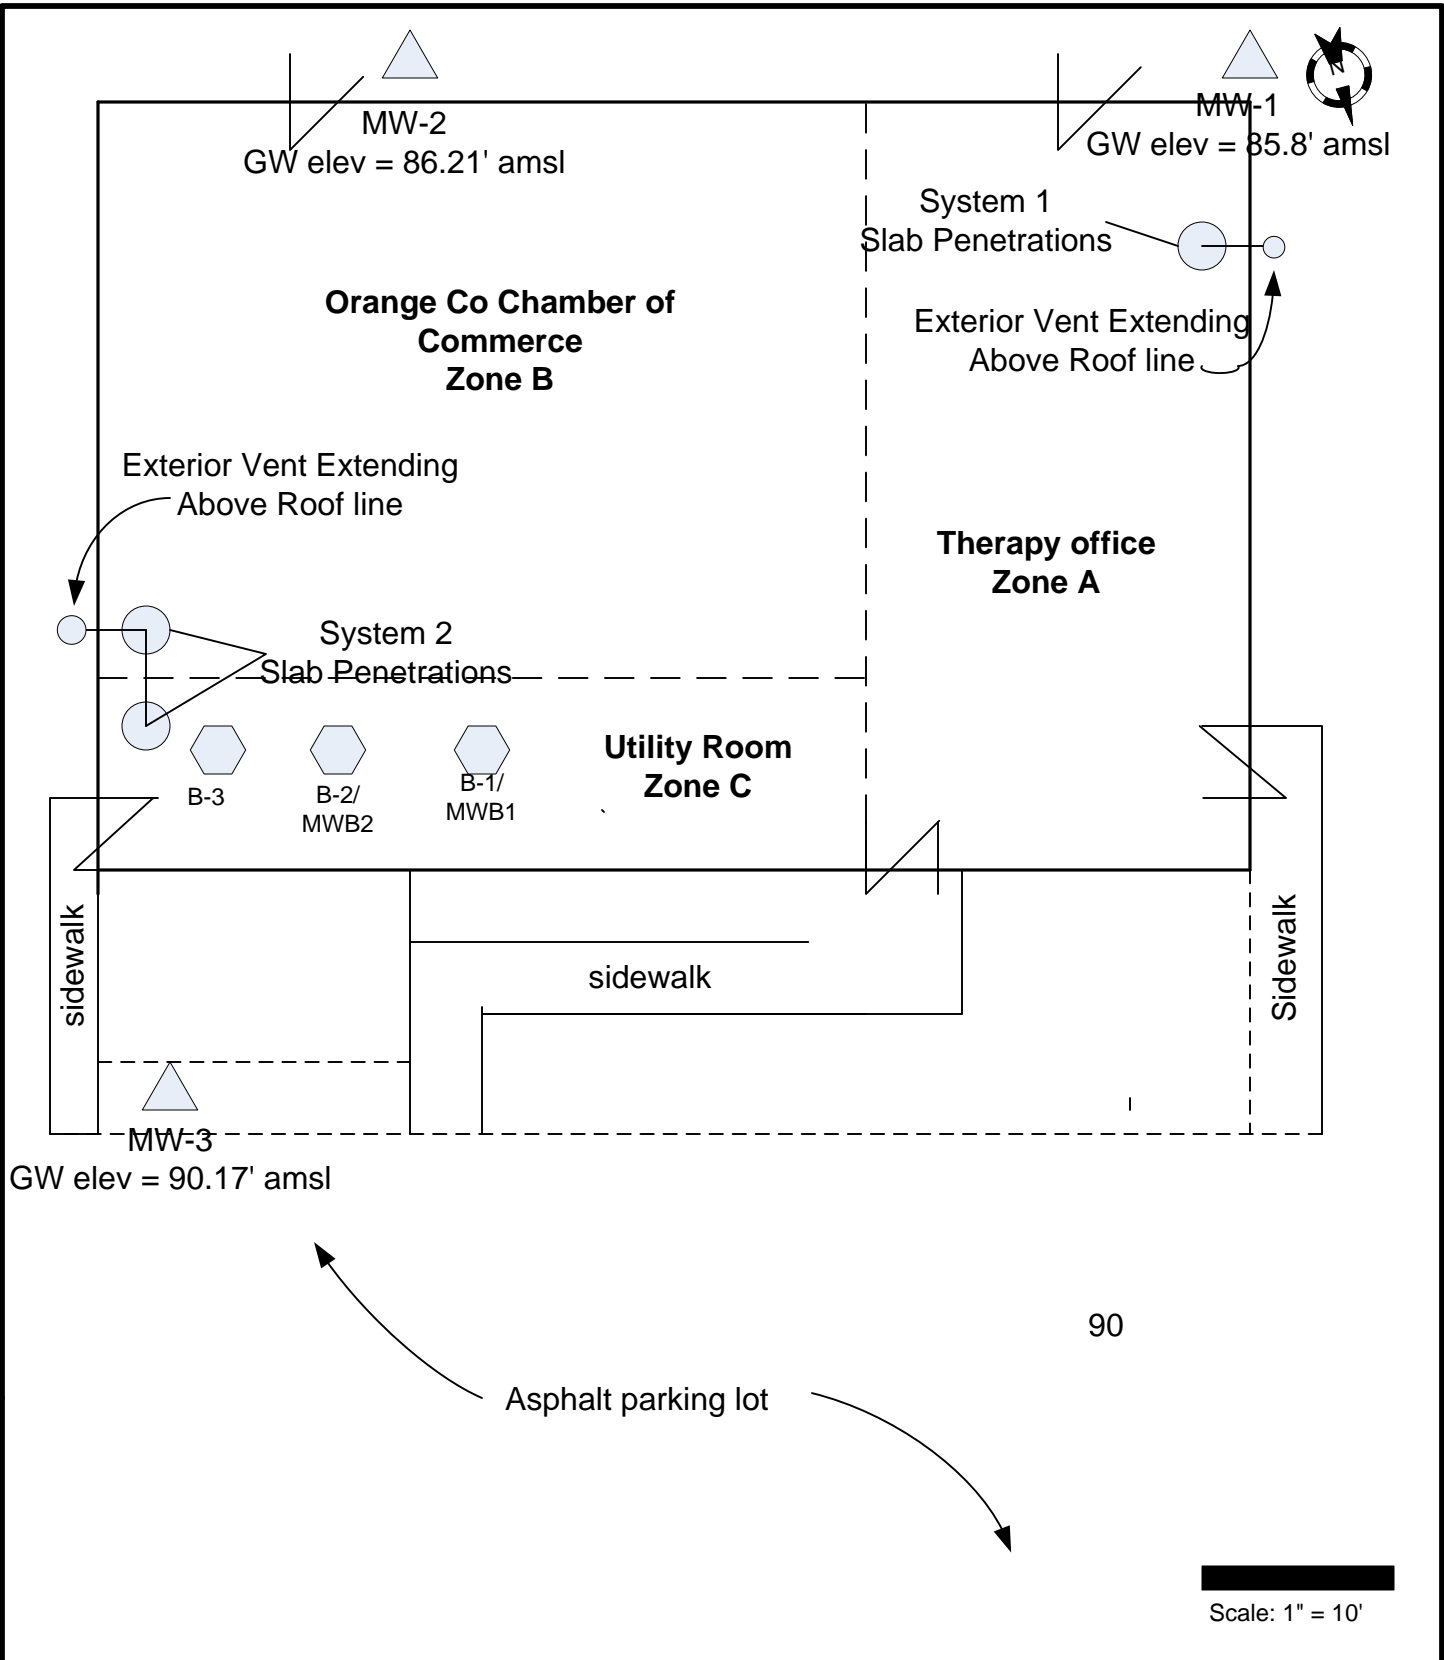 N
MW-2
GW elev = 86.21' amsl
MW-1
GW elev = 85.8' amsl
System 1
Slab Penetrations
Orange Co Chamber of
Commerce
Zone B
Exterior Vent Extending
Above Roof line
Exterior Vent Extending
Above Roof line
Therapy office
Zone A
System 2
Slab Penetrations
Utility Room
Zone C
B-3
B-2/
MWB2
B-1/
MWB1
sidewalk
sidewalk
Sidewalk
MW-3
GW elev = 90.17' amsl
90
Asphalt parking lot
Scale: 1" = 10'